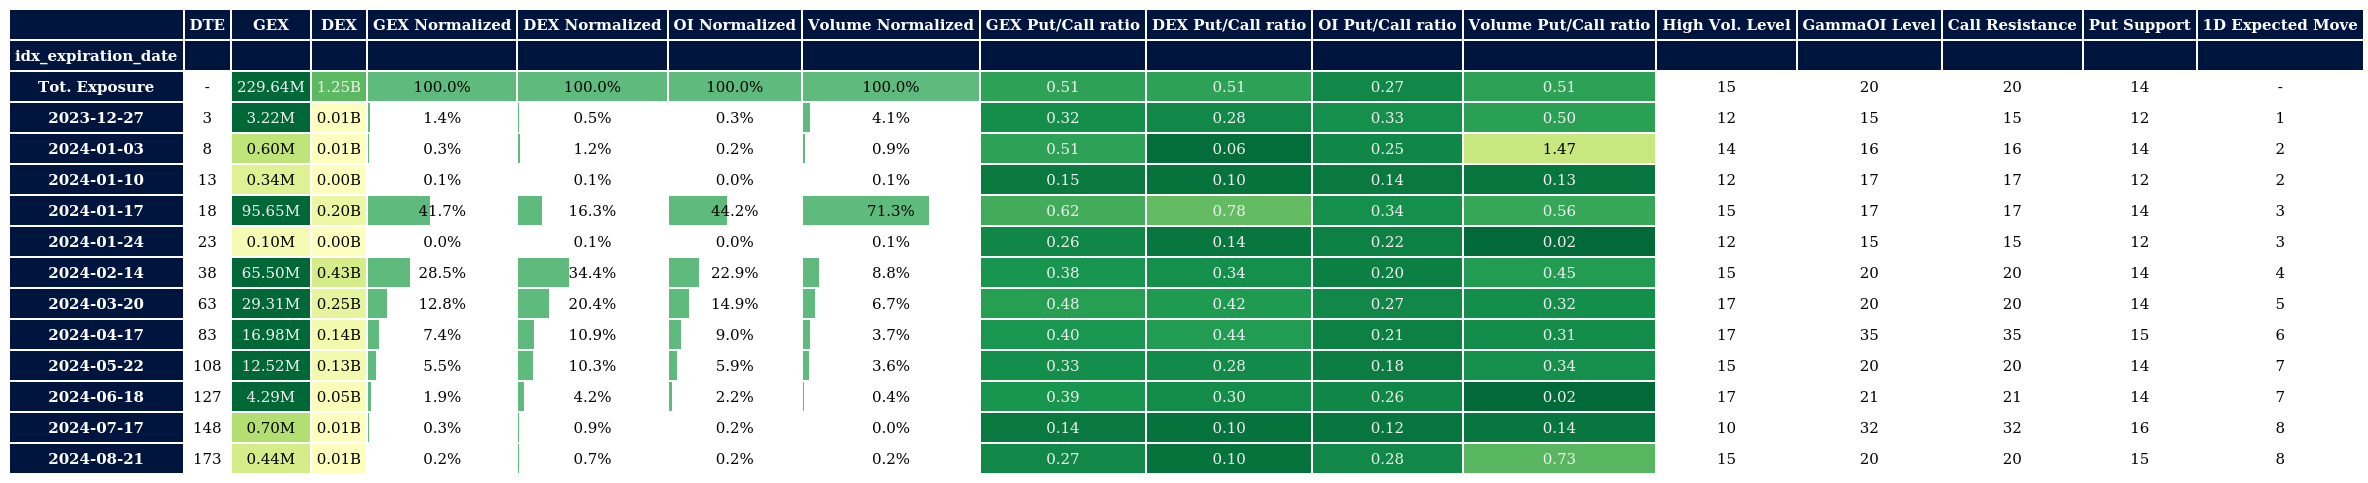 DTE GEX DEX GEX Normalized DEX Normalized OI Normalized Volume Normalized GEX Put/Call ratio DEX Put/Call ratio OI Put/Call ratio Volume Put/Call ratio High Vol. Level GammaOI Level Call Resistance Put Support 1D Expected Move
idx_expiration_date
Tot. Exposure - 229.64M 1.25B 100.0% 100.0% 100.0% 100.0% 0.51 0.51 0.27 0.51 15 20 20 14 -
2023-12-27 3 3.22M 0.01B 1.4% 0.5% 0.3% 4.1% 0.32 0.28 0.33 0.50 12 15 15 12 1
2024-01-03 8 0.60M 0.01B 0.3% 1.2% 0.2% 0.9% 0.51 0.06 0.25 1.47 14 16 16 14 2
2024-01-10 13 0.34M 0.00B 0.1% 0.1% 0.0% 0.1% 0.15 0.10 0.14 0.13 12 17 17 12 2
2024-01-17 18 95.65M 0.20B 41.7% 16.3% 44.2% 71.3% 0.62 0.78 0.34 0.56 15 17 17 14 3
2024-01-24 23 0.10M 0.00B 0.0% 0.1% 0.0% 0.1% 0.26 0.14 0.22 0.02 12 15 15 12 3
2024-02-14 38 65.50M 0.43B 28.5% 34.4% 22.9% 8.8% 0.38 0.34 0.20 0.45 15 20 20 14 4
2024-03-20 63 29.31M 0.25B 12.8% 20.4% 14.9% 6.7% 0.48 0.42 0.27 0.32 17 20 20 14 5
2024-04-17 83 16.98M 0.14B 7.4% 10.9% 9.0% 3.7% 0.40 0.44 0.21 0.31 17 35 35 15 6
2024-05-22 108 12.52M 0.13B 5.5% 10.3% 5.9% 3.6% 0.33 0.28 0.18 0.34 15 20 20 14 7
2024-06-18 127 4.29M 0.05B 1.9% 4.2% 2.2% 0.4% 0.39 0.30 0.26 0.02 17 21 21 14 7
2024-07-17 148 0.70M 0.01B 0.3% 0.9% 0.2% 0.0% 0.14 0.10 0.12 0.14 10 32 32 16 8
2024-08-21 173 0.44M 0.01B 0.2% 0.7% 0.2% 0.2% 0.27 0.10 0.28 0.73 15 20 20 15 8